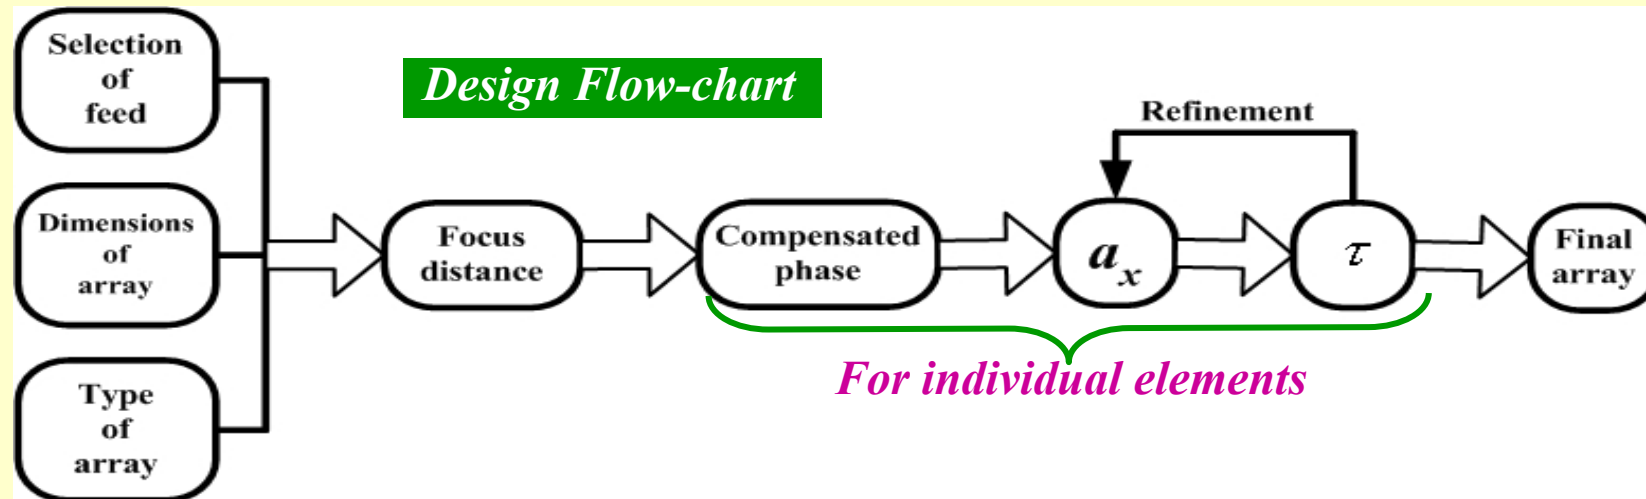 Selection
of
feed
Design Flow-chart
Refinement
Dimensions
of
array
Focus
distance
Compensated
phase
aₓ
τ
Final
array
For individual elements
Type
of
array